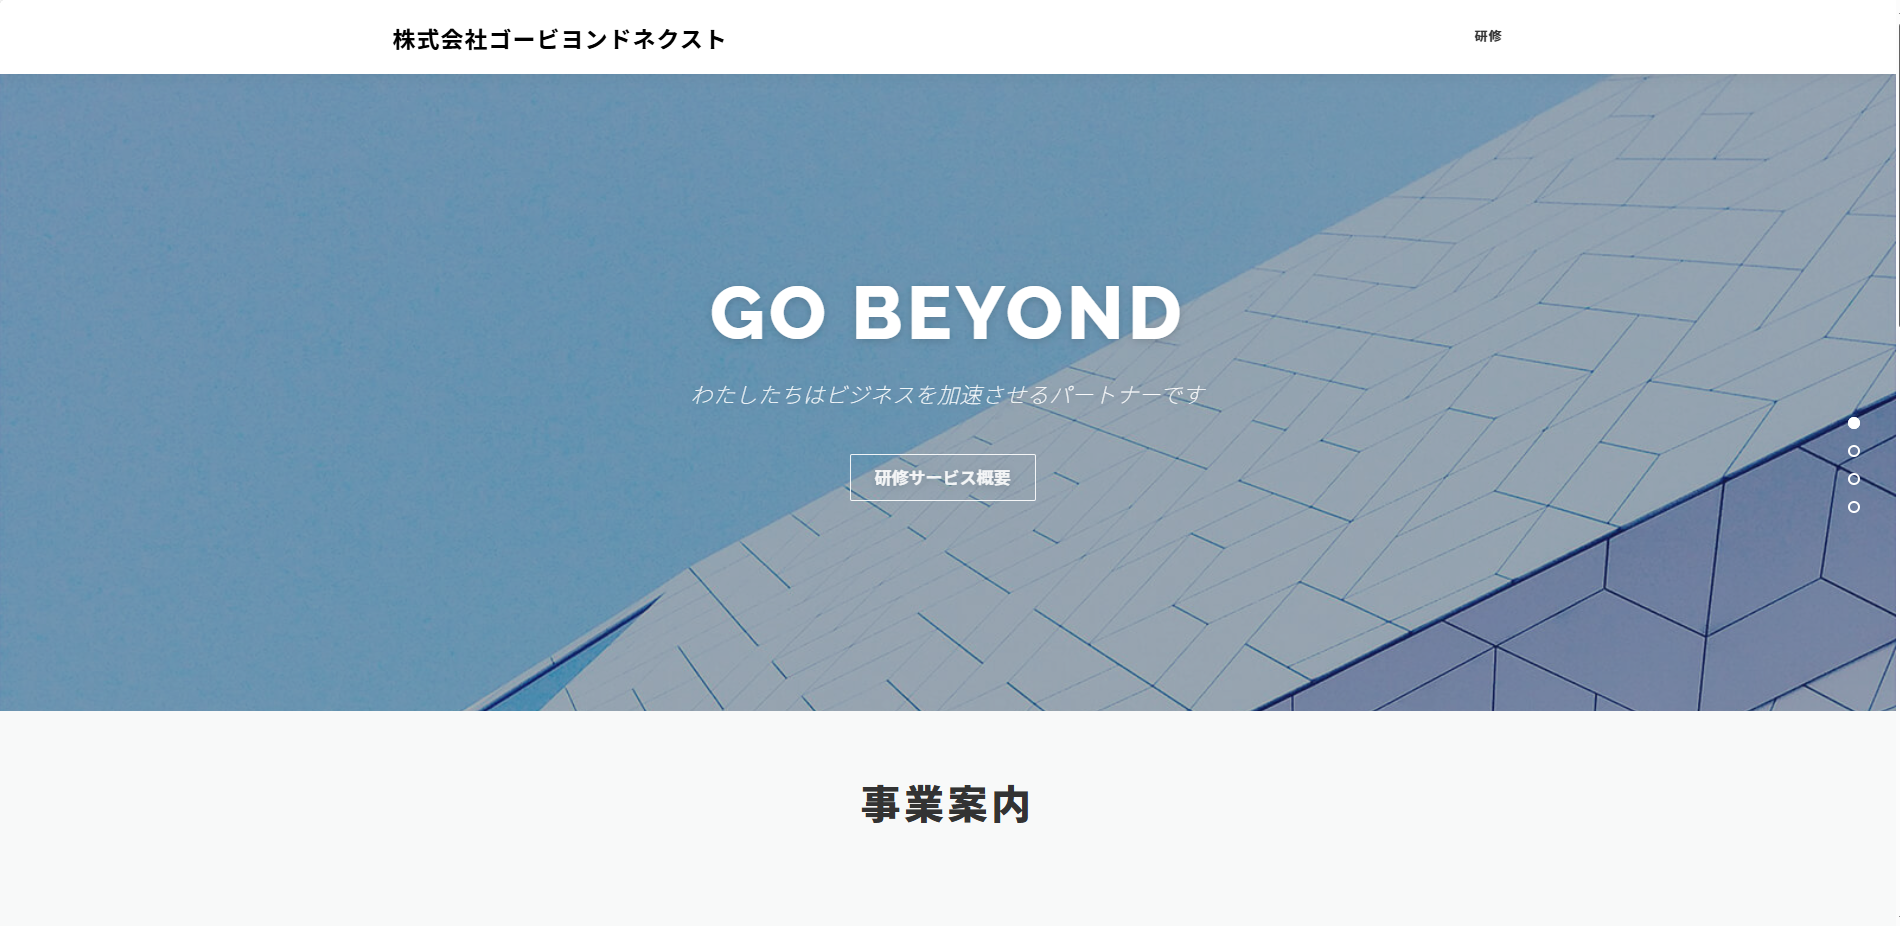 株式会社ゴービヨンドネクスト
研修
GO BEYOND
わたしたちはビジネスを加速させるパートナーです
研修サービス概要
事業案内